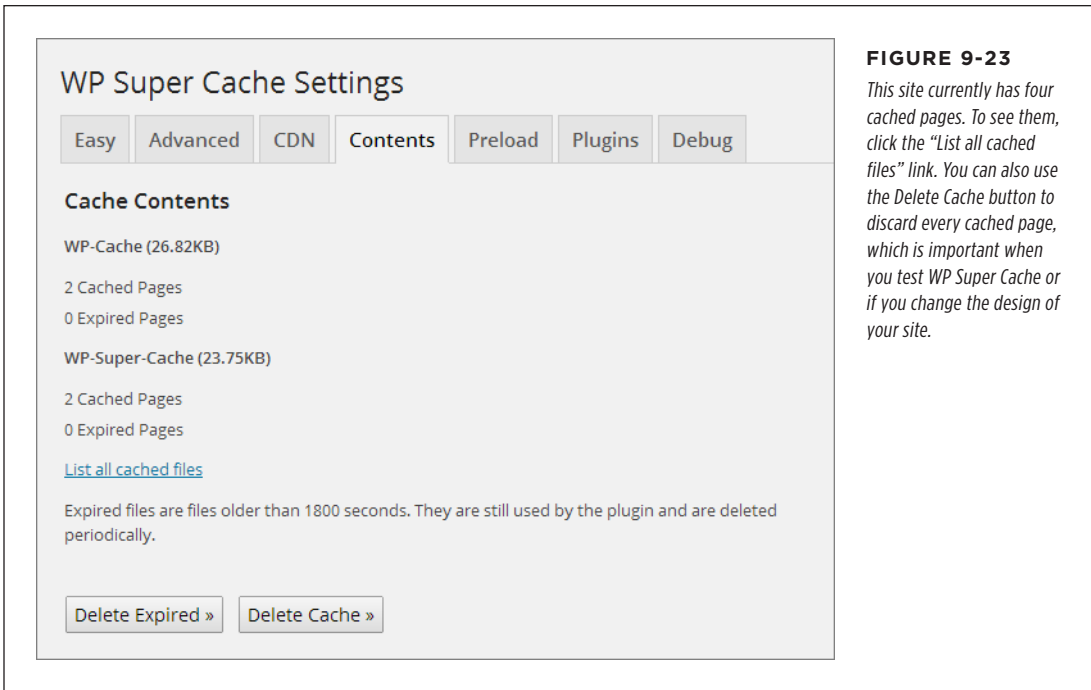 WP Super Cache Settings
Easy Advanced CDN Contents Preload Plugins Debug
Cache Contents
WP-Cache (26.82KB)
2 Cached Pages
0 Expired Pages
WP-Super-Cache (23.75KB)
2 Cached Pages
0 Expired Pages
List all cached files
Expired files are files older than 1800 seconds. They are still used by the plugin and are deleted
periodically.
Delete Expired » Delete Cache »
FIGURE 9-23
This site currently has four
cached pages. To see them,
click the “List all cached
files” link. You can also use
the Delete Cache button to
discard every cached page,
which is important when
you test WP Super Cache or
if you change the design of
your site.